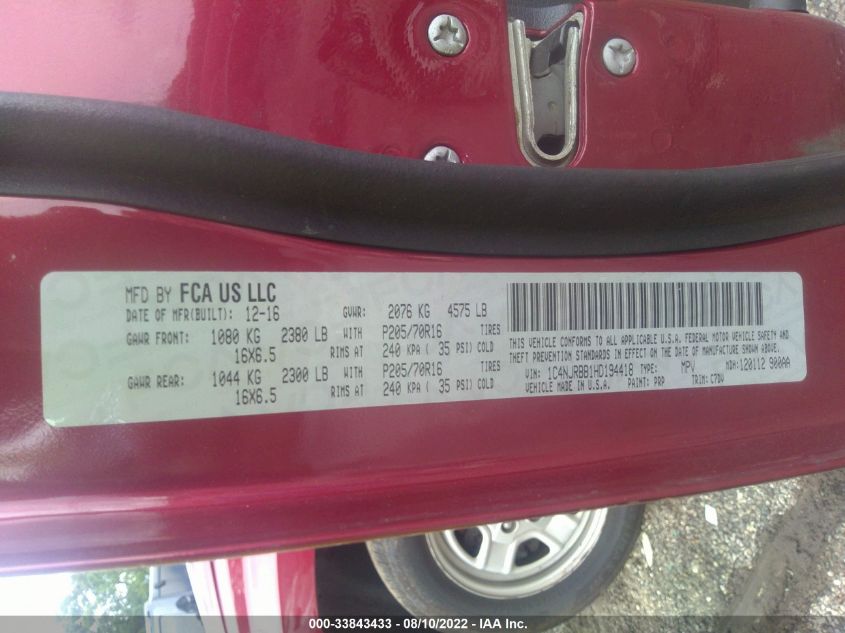 MFD BY FCA US LLC
DATE OF MFR(BUILT): 12-16 GVWR: 2076 KG 4575 LB
GAWR FRONT: 1080 KG 2380 LB WITH P205/70R16 TIRES
16X6.5 RIMS AT 240 KPA ( 35 PSI) COLD
GAWR REAR: 1044 KG 2300 LB WITH P205/70R16 TIRES
16X6.5 RIMS AT 240 KPA ( 35 PSI) COLD
THIS VEHICLE CONFORMS TO ALL APPLICABLE U.S.A. FEDERAL MOTOR VEHICLE SAFETY AND
THEFT PREVENTION STANDARDS IN EFFECT ON THE DATE OF MANUFACTURE SHOWN ABOVE.
VIN: 1C4NJRBB1HD194418 TYPE: MPV MDH: 120112 900AA
VEHICLE MADE IN U.S.A. PAINT: PRP TRIM: C7DV
000-33843433 - 08/10/2022 - IAA Inc.